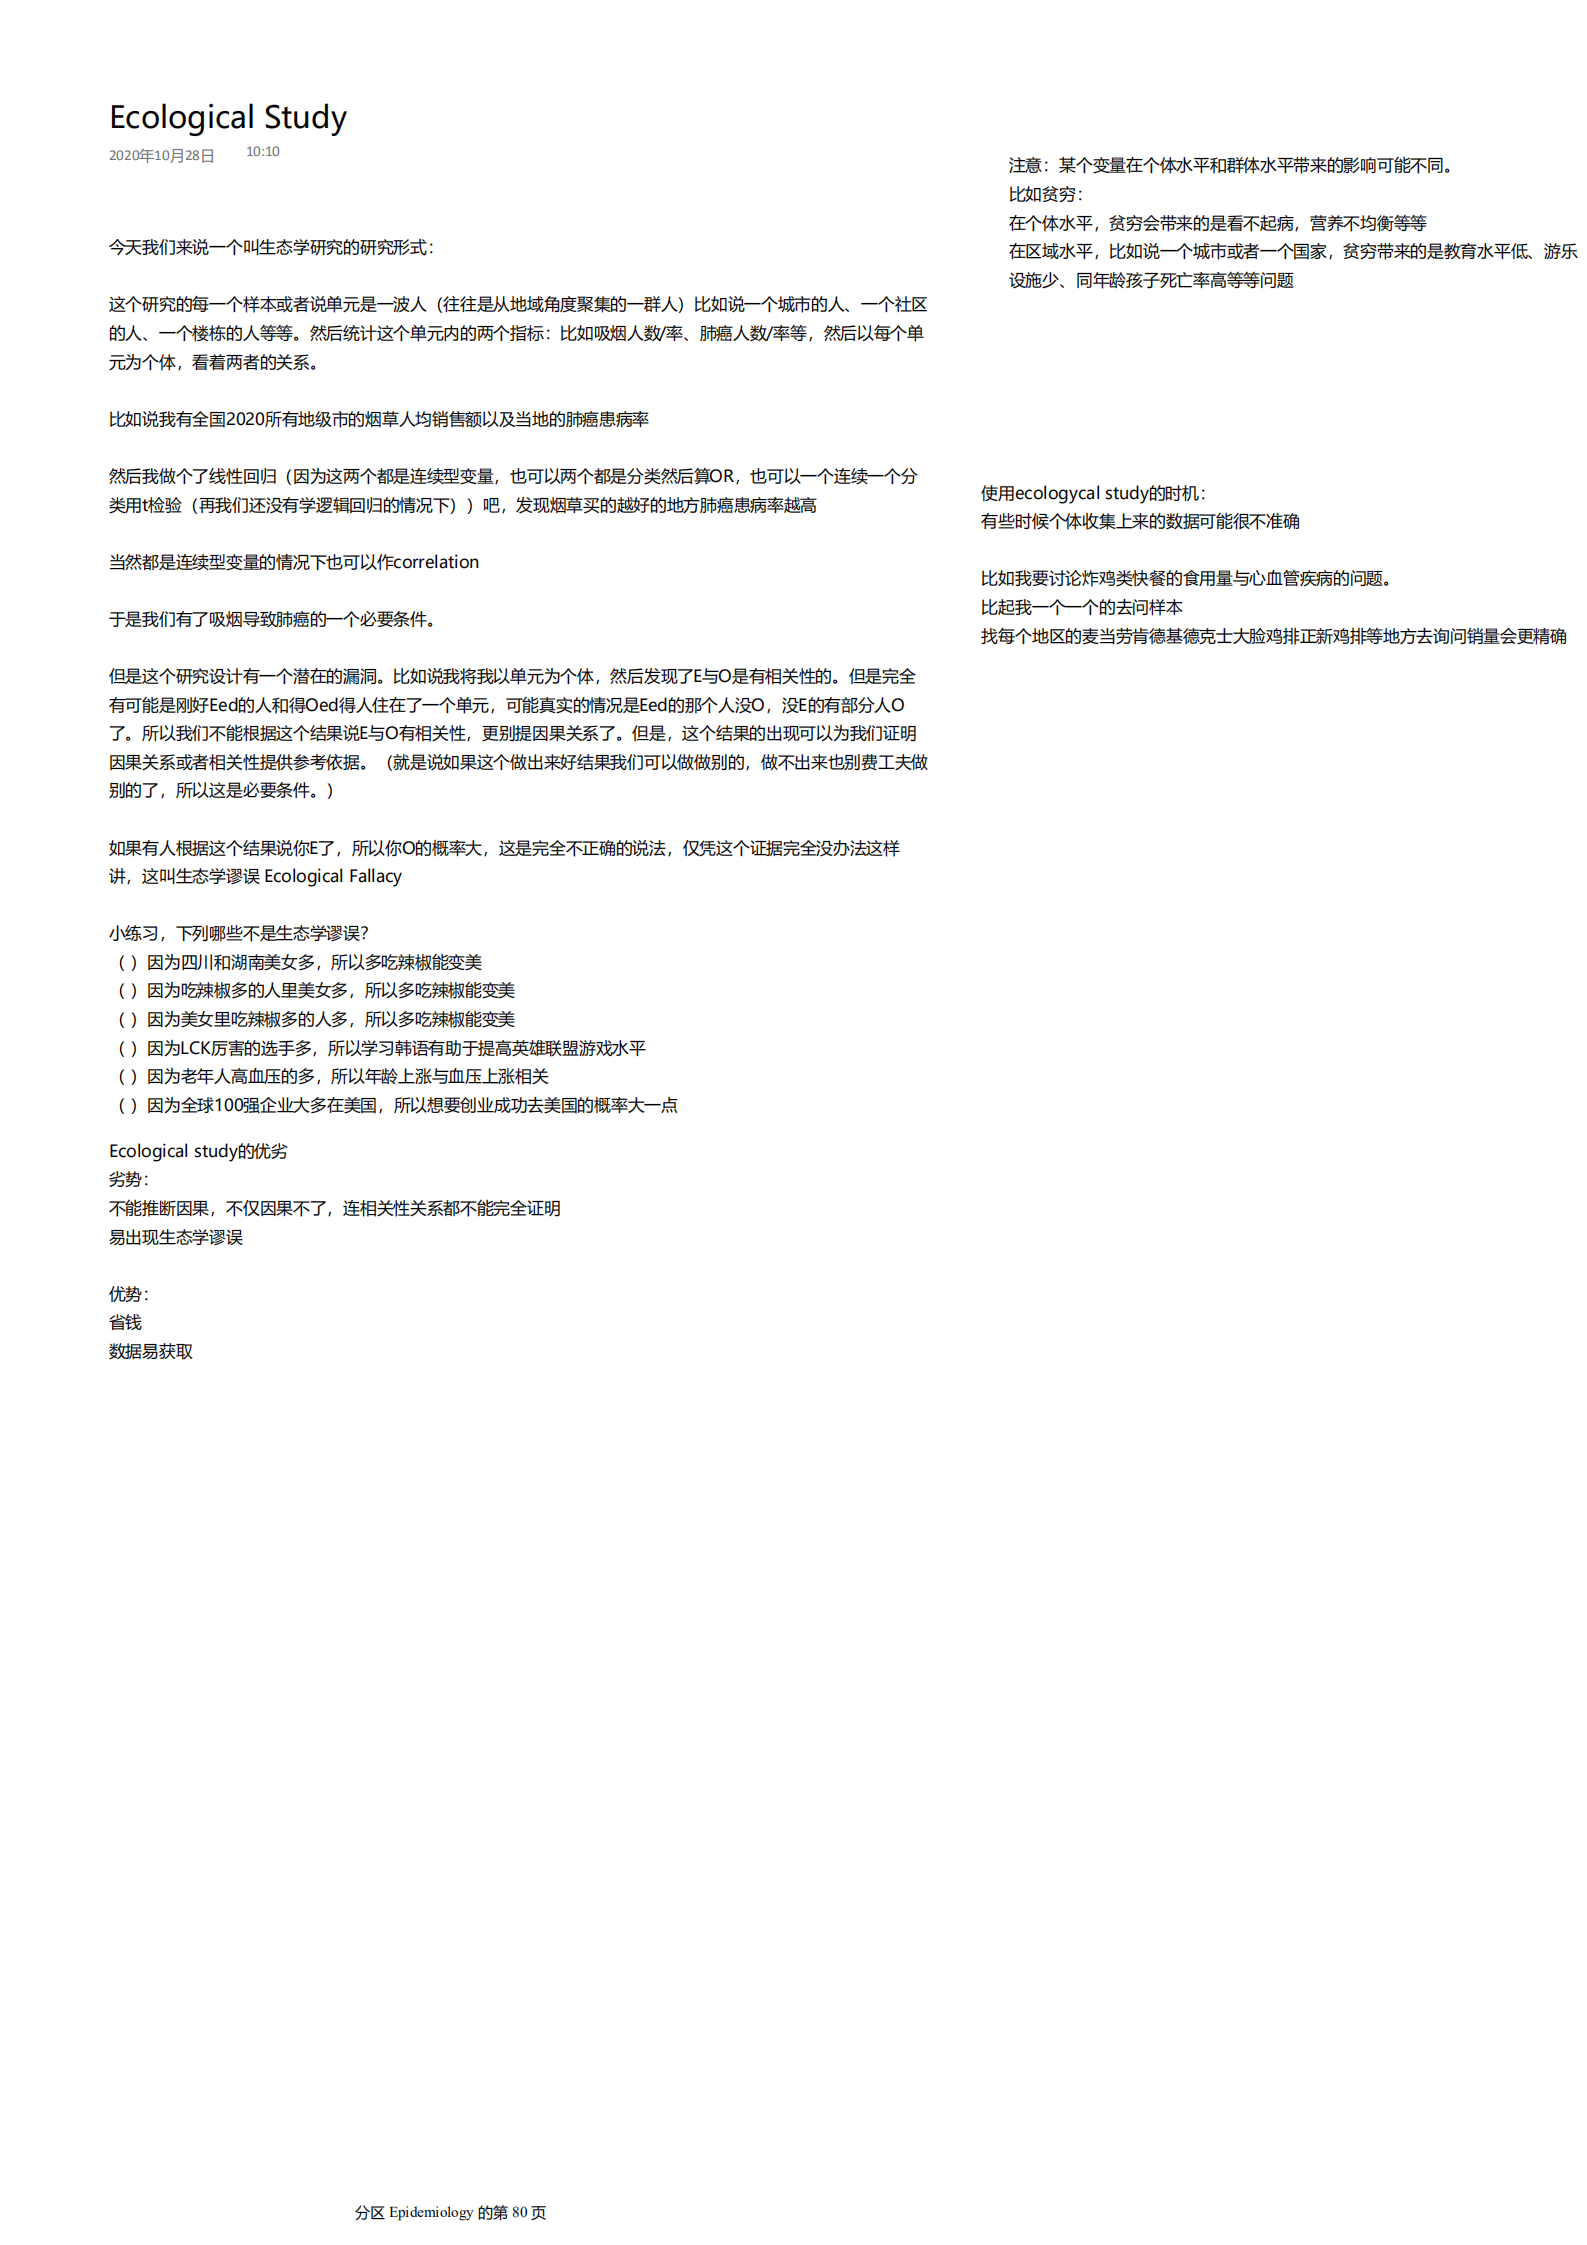 Ecological Study
2020年10月28日 10:10
今天我们来说一个叫生态学研究的研究形式：
这个研究的每一个样本或者说单元是一波人（往往是从地域角度聚集的一群人）比如说一个城市的人、一个社区
的人、一个楼栋的人等等。然后统计这个单元内的两个指标：比如吸烟人数/率、肺癌人数/率等，然后以每个单
元为个体，看着两者的关系。
比如说我有全国2020所有地级市的烟草人均销售额以及当地的肺癌患病率
然后我做个了线性回归（因为这两个都是连续型变量，也可以两个都是分类然后算OR，也可以一个连续一个分
类用t检验（再我们还没有学逻辑回归的情况下））吧，发现烟草买的越好的地方肺癌患病率越高
当然都是连续型变量的情况下也可以作correlation
于是我们有了吸烟导致肺癌的一个必要条件。
但是这个研究设计有一个潜在的漏洞。比如说我将我以单元为个体，然后发现了E与O是有相关性的。但是完全
有可能是刚好Eed的人和得Oed得人住在了一个单元，可能真实的情况是Eed的那个人没O，没E的有部分人O
了。所以我们不能根据这个结果说E与O有相关性，更别提因果关系了。但是，这个结果的出现可以为我们证明
因果关系或者相关性提供参考依据。（就是说如果这个做出来好结果我们可以做做别的，做不出来也别费工夫做
别的了，所以这是必要条件。）
如果有人根据这个结果说你E了，所以你O的概率大，这是完全不正确的说法，仅凭这个证据完全没办法这样
讲，这叫生态学谬误 Ecological Fallacy
小练习，下列哪些不是生态学谬误？
（ ）因为四川和湖南美女多，所以多吃辣椒能变美
（ ）因为吃辣椒多的人里美女多，所以多吃辣椒能变美
（ ）因为美女里吃辣椒多的人多，所以多吃辣椒能变美
（ ）因为LCK厉害的选手多，所以学习韩语有助于提高英雄联盟游戏水平
（ ）因为老年人高血压的多，所以年龄上涨与血压上涨相关
（ ）因为全球100强企业大多在美国，所以想要创业成功去美国的概率大一点
Ecological study的优劣
劣势：
不能推断因果，不仅因果不了，连相关性关系都不能完全证明
易出现生态学谬误
优势：
省钱
数据易获取
注意：某个变量在个体水平和群体水平带来的影响可能不同。
比如贫穷：
在个体水平，贫穷会带来的是看不起病，营养不均衡等等
在区域水平，比如说一个城市或者一个国家，贫穷带来的是教育水平低、游乐
设施少、同年龄孩子死亡率高等等问题
使用ecologycal study的时机：
有些时候个体收集上来的数据可能很不准确
比如我要讨论炸鸡类快餐的食用量与心血管疾病的问题。
比起我一个一个的去问样本
找每个地区的麦当劳肯德基德克士大脸鸡排正新鸡排等地方去询问销量会更精确
分区 Epidemiology 的第 80 页